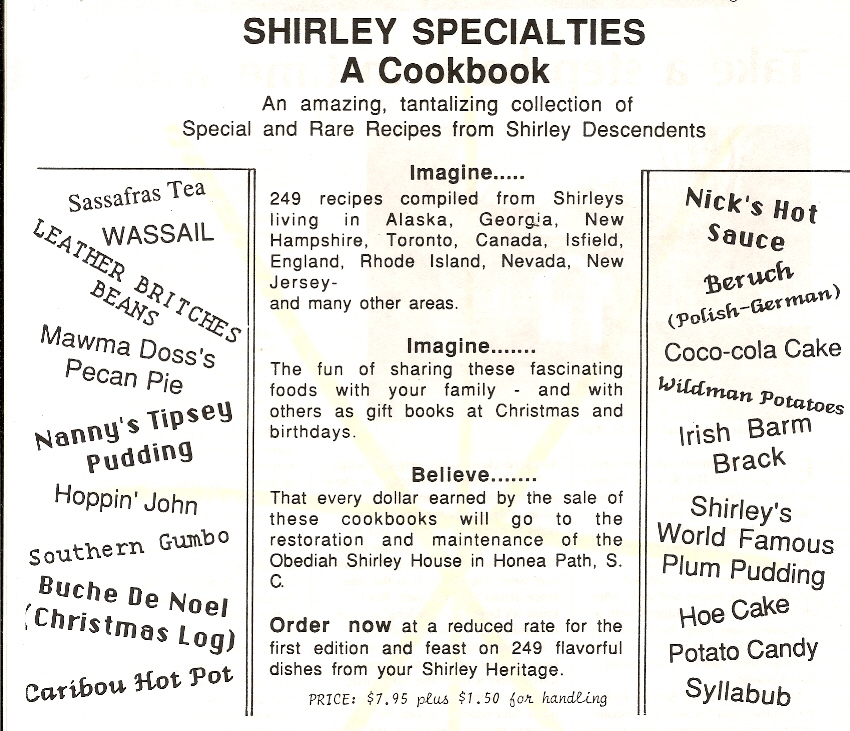 SHIRLEY SPECIALTIES
A Cookbook
An amazing, tantalizing collection of
Special and Rare Recipes from Shirley Descendents
Sassafras Tea
WASSAIL
LEATHER BRITCHES
BEANS
Mawma Doss's
Pecan Pie
Nanny's Tipsey
Pudding
Hoppin' John
Southern Gumbo
Buche De Noel
(Christmas Log)
Caribou Hot Pot
Imagine.....
249 recipes compiled from Shirleys
living in Alaska, Georgia, New
Hampshire, Toronto, Canada, Isfield,
England, Rhode Island, Nevada, New
Jersey-
and many other areas.
Imagine.......
The fun of sharing these fascinating
foods with your family - and with
others as gift books at Christmas and
birthdays.
Believe.......
That every dollar earned by the sale of
these cookbooks will go to the
restoration and maintenance of the
Obediah Shirley House in Honea Path, S.
C.
Order now at a reduced rate for the
first edition and feast on 249 flavorful
dishes from your Shirley Heritage.
PRICE: $7.95 plus $1.50 for handling
Nick's Hot
Sauce
Beruch
(Polish-German)
Coco-cola Cake
Wildman Potatoes
Irish Barm
Brack
Shirley's
World Famous
Plum Pudding
Hoe Cake
Potato Candy
Syllabub